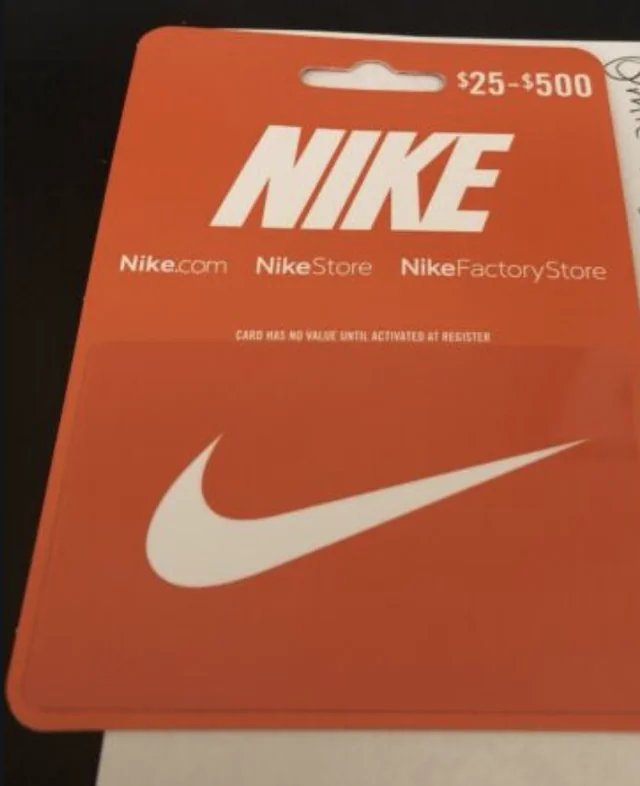 $25-$500
NIKE
Nike.com NikeStore NikeFactoryStore
CARD HAS NO VALUE UNTIL ACTIVATED AT REGISTER